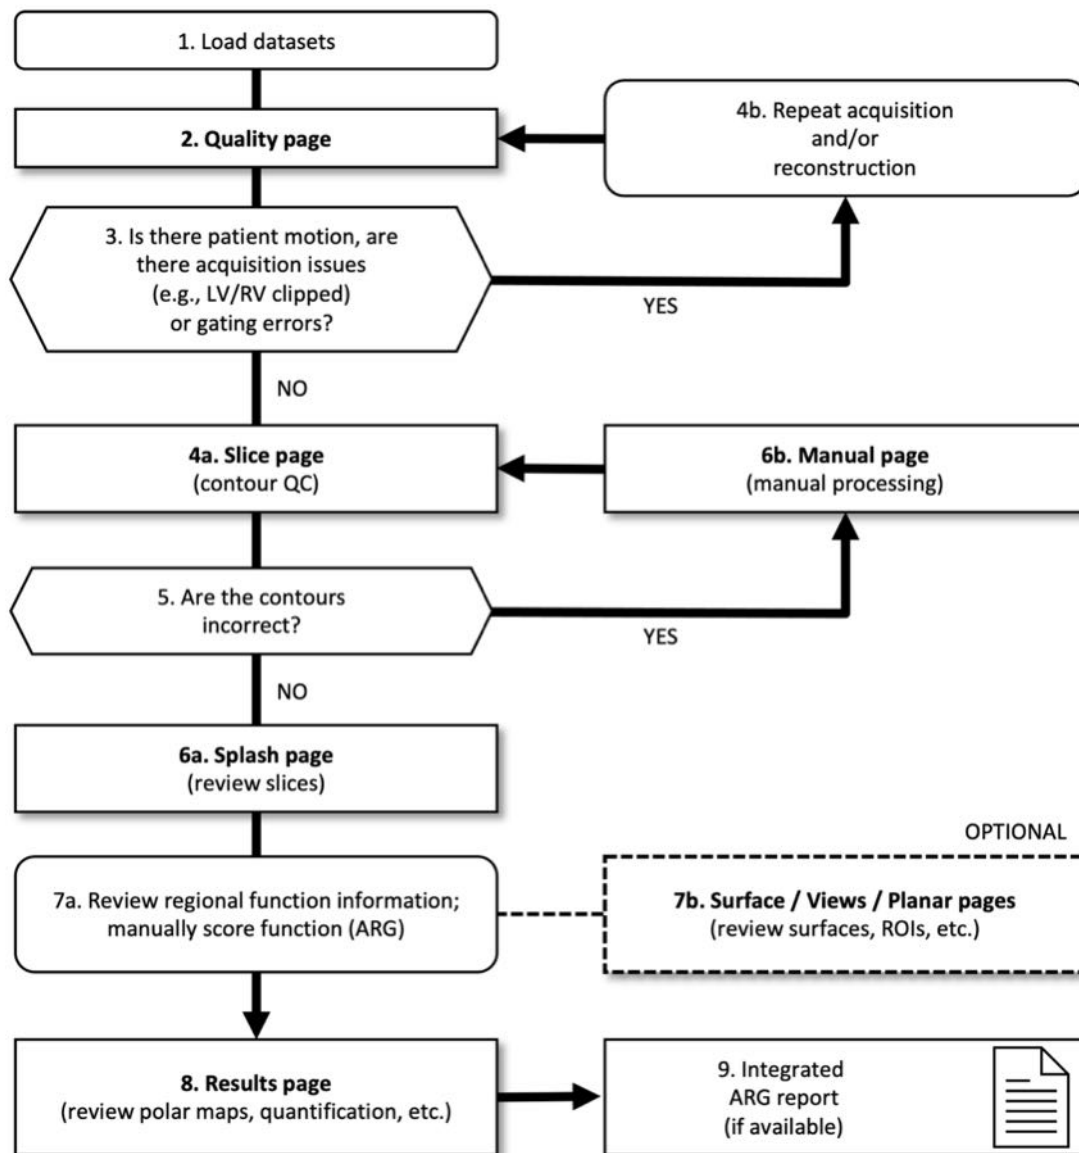 1. Load datasets
2. Quality page
4b. Repeat acquisition
and/or
reconstruction
3. Is there patient motion, are
there acquisition issues
(e.g., LV/RV clipped)
or gating errors?
YES
NO
4a. Slice page
(contour QC)
6b. Manual page
(manual processing)
5. Are the contours
incorrect?
YES
NO
6a. Splash page
(review slices)
OPTIONAL
7a. Review regional function information;
manually score function (ARG)
7b. Surface / Views / Planar pages
(review surfaces, ROIs, etc.)
8. Results page
(review polar maps, quantification, etc.)
9. Integrated
ARG report
(if available)